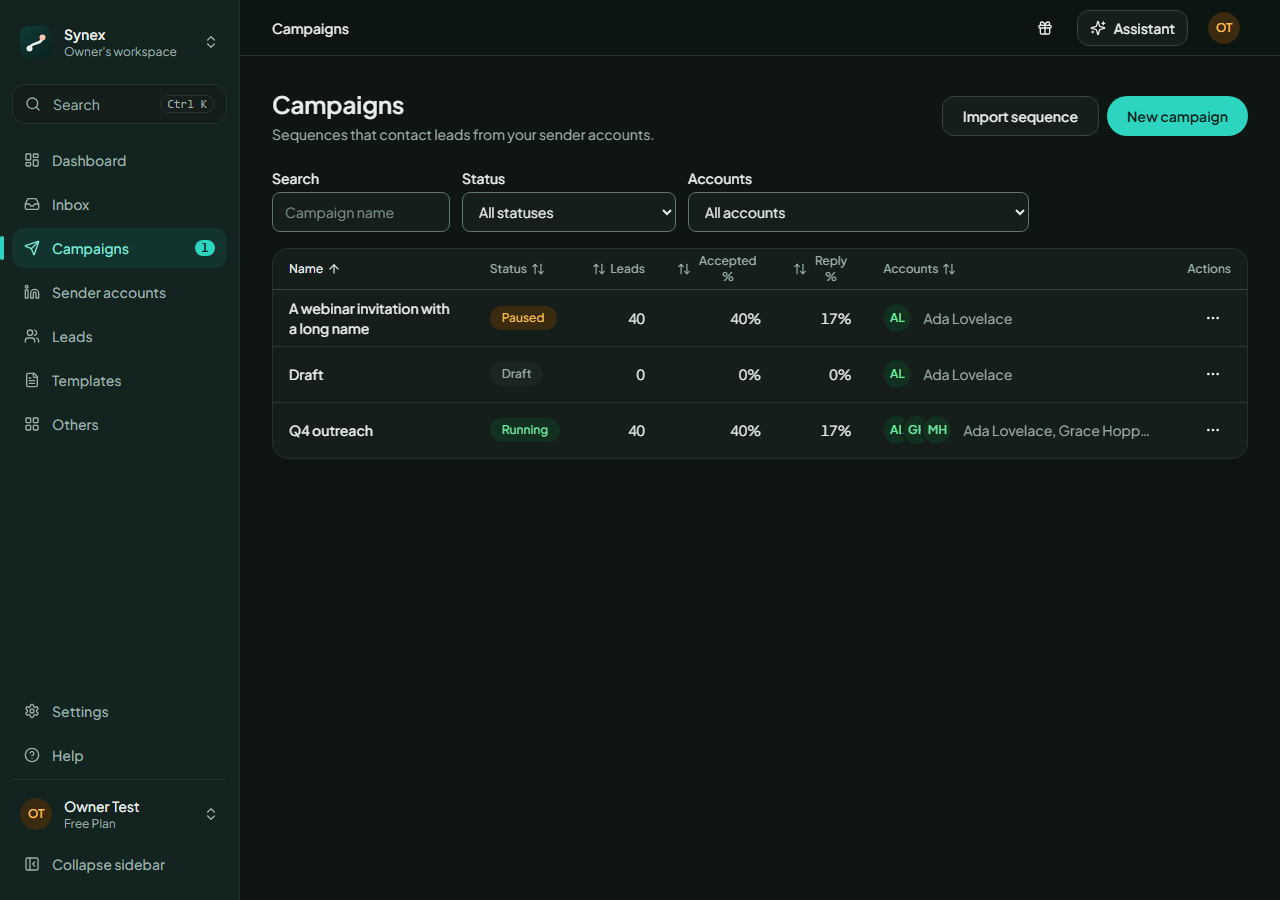 Synex
Owner's workspace
Search
Ctrl K
Dashboard
Inbox
Campaigns
1
Sender accounts
Leads
Templates
Others
Settings
Help
OT
Owner Test
Free Plan
Collapse sidebar
Campaigns
Assistant
OT
Campaigns
Sequences that contact leads from your sender accounts.
Import sequence
New campaign
Search
Status
Accounts
Campaign name
All statuses
All accounts
Name
Status
Leads
Accepted
%
Reply
%
Accounts
Actions
A webinar invitation with
a long name
Paused
40
40%
17%
AL
Ada Lovelace
Draft
Draft
0
0%
0%
AL
Ada Lovelace
Q4 outreach
Running
40
40%
17%
MH
Ada Lovelace, Grace Hopp...